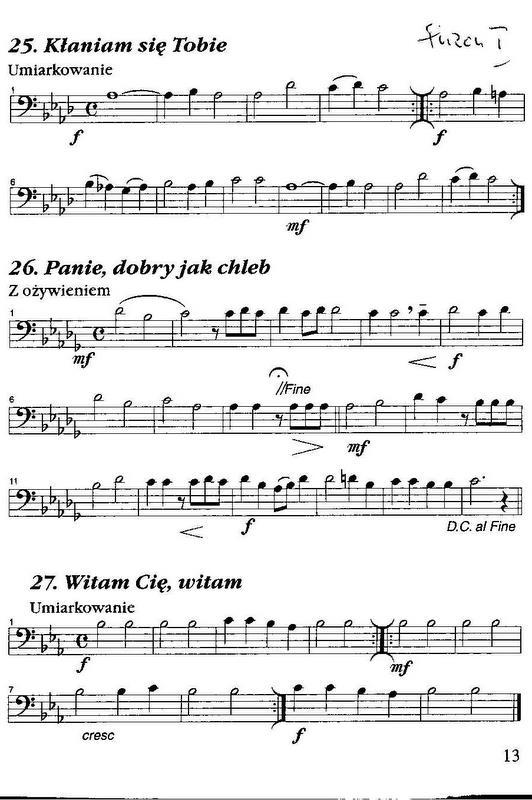 25. Kłaniam się Tobie
Umiarkowanie
1
f
f
6
mf
26. Panie, dobry jak chleb
Z ożywieniem
1
mf
f
6
//Fine
mf
11
f
D.C. al Fine
27. Witam Cię, witam
Umiarkowanie
1
f
mf
7
cresc
f
13